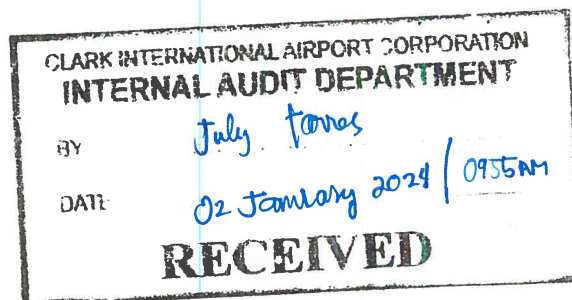 CLARK INTERNATIONAL AIRPORT CORPORATION
INTERNAL AUDIT DEPARTMENT
BY July Torres
DATE 02 January 2024 / 0955AM
RECEIVED